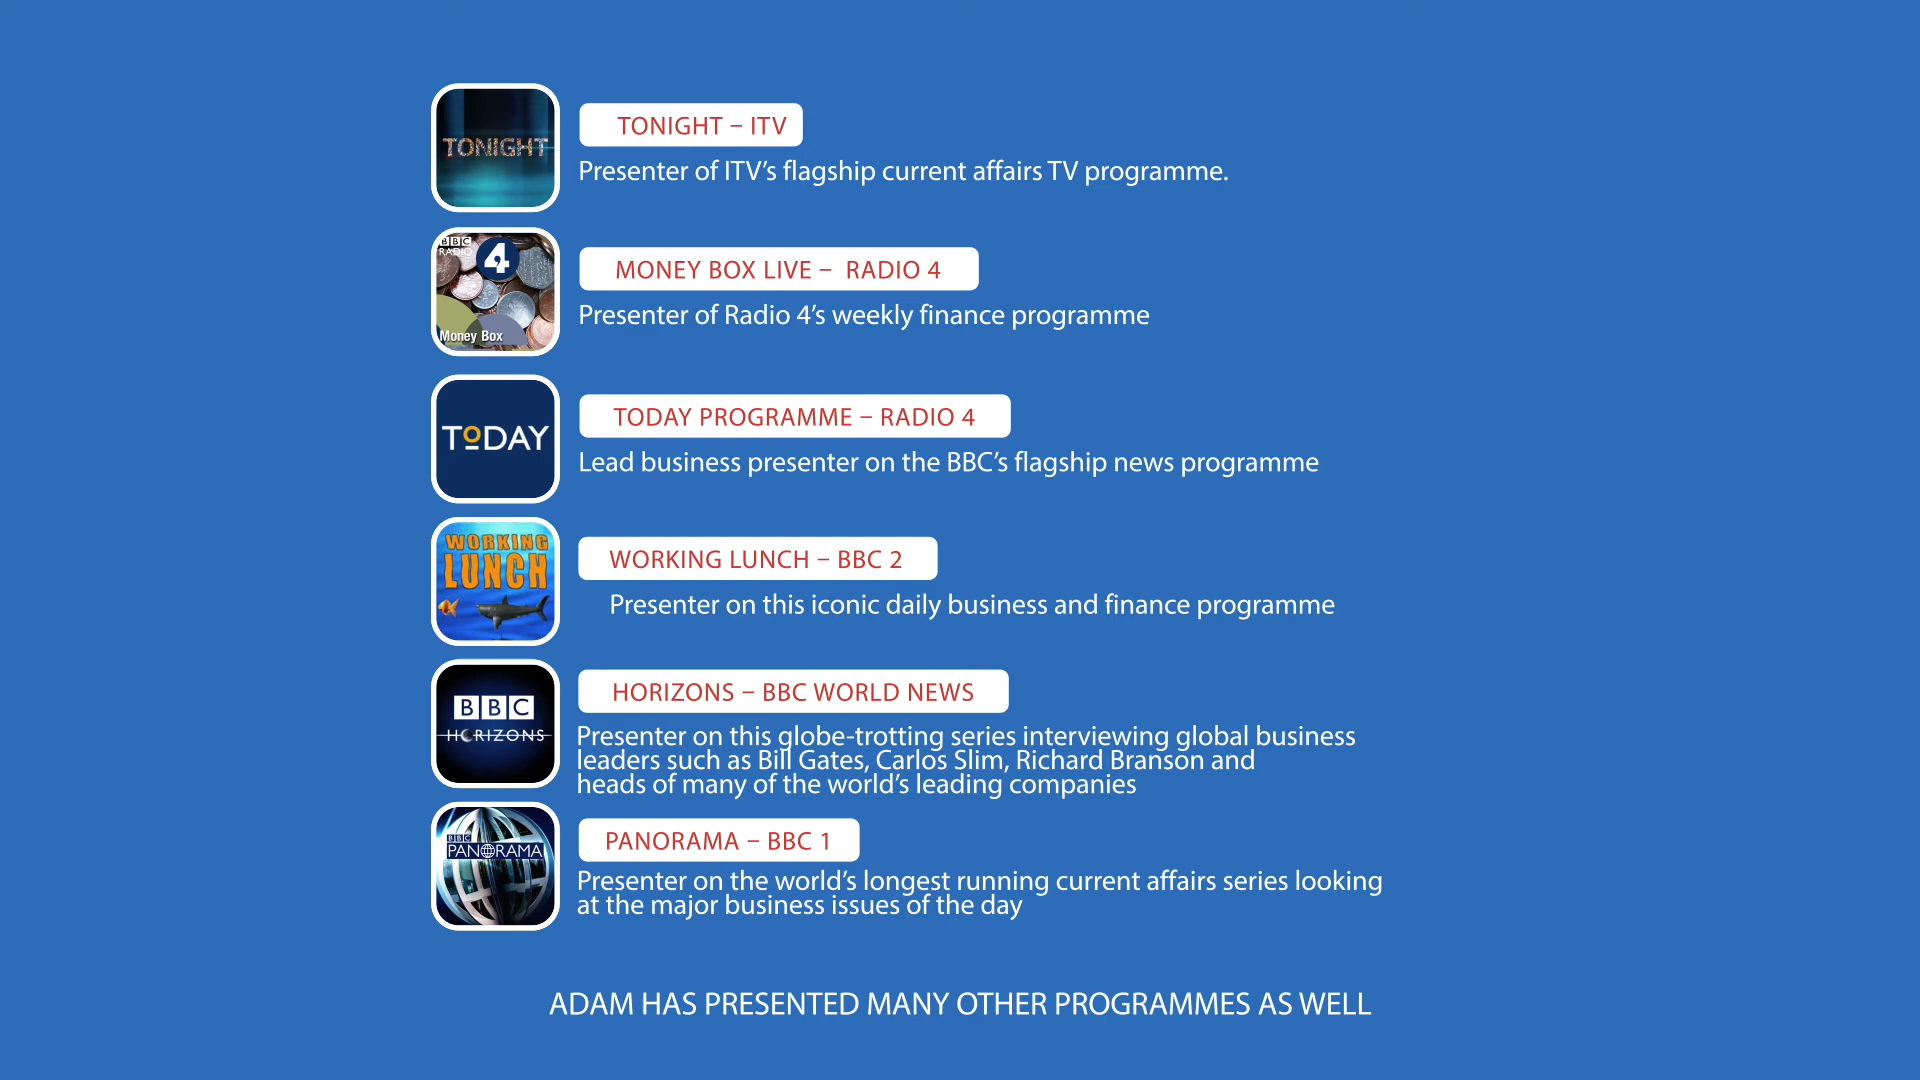 TONIGHT
TONIGHT – ITV
Presenter of ITV’s flagship current affairs TV programme.
BBC
RADIO
4
Money Box
MONEY BOX LIVE – RADIO 4
Presenter of Radio 4’s weekly finance programme
TODAY
TODAY PROGRAMME – RADIO 4
Lead business presenter on the BBC’s flagship news programme
WORKING
LUNCH
WORKING LUNCH – BBC 2
Presenter on this iconic daily business and finance programme
BBC
HORIZONS
HORIZONS – BBC WORLD NEWS
Presenter on this globe-trotting series interviewing global business
leaders such as Bill Gates, Carlos Slim, Richard Branson and
heads of many of the world’s leading companies
BBC
PANORAMA
PANORAMA – BBC 1
Presenter on the world’s longest running current affairs series looking
at the major business issues of the day
ADAM HAS PRESENTED MANY OTHER PROGRAMMES AS WELL